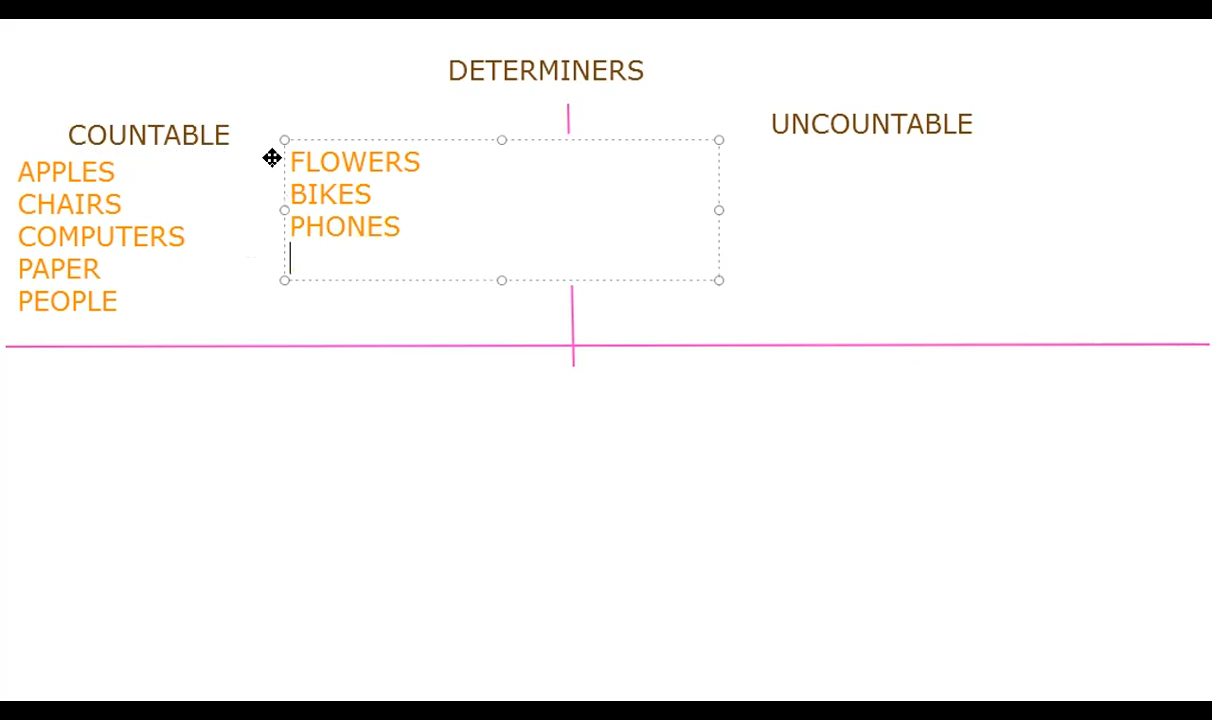 DETERMINERS
COUNTABLE
UNCOUNTABLE
APPLES
CHAIRS
COMPUTERS
PAPER
PEOPLE
FLOWERS
BIKES
PHONES